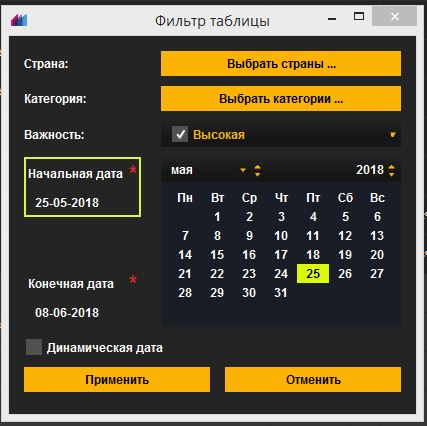 Фильтр таблицы
Страна: Выбрать страны ...
Категория: Выбрать категории ...
Важность: Высокая
Начальная дата * мая 2018
25-05-2018
Пн Вт Ср Чт Пт Сб Вс
1 2 3 4 5 6
7 8 9 10 11 12 13
14 15 16 17 18 19 20
21 22 23 24 25 26 27
28 29 30 31
Конечная дата *
08-06-2018
Динамическая дата
Применить Отменить